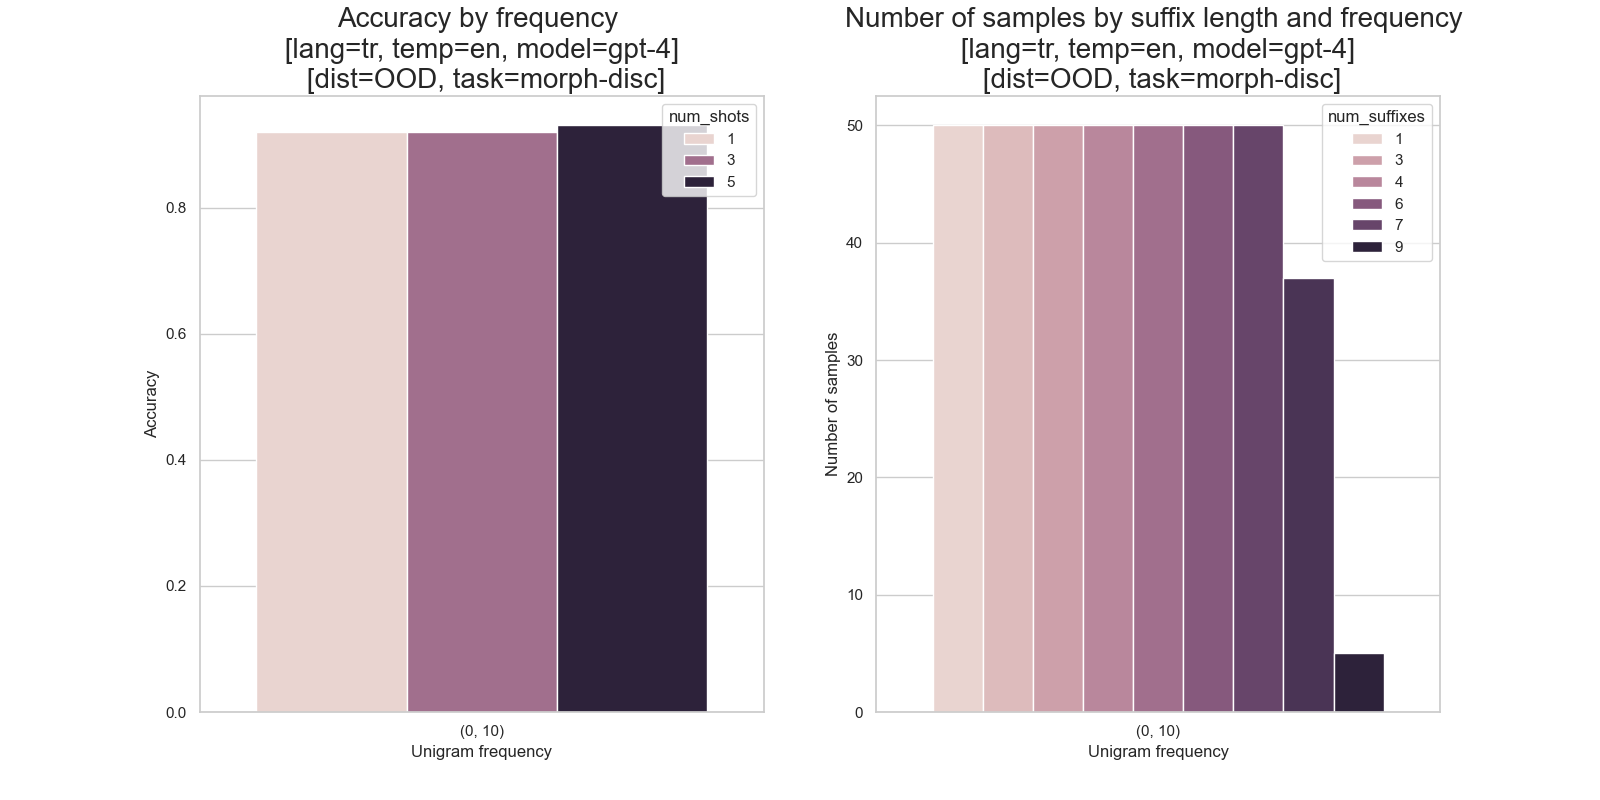 Accuracy by frequency
[lang=tr, temp=en, model=gpt-4]
[dist=OOD, task=morph-disc]
num_shots
1
3
5
0.8
0.6
0.4
0.2
0.0
Accuracy
(0, 10)
Unigram frequency
Number of samples by suffix length and frequency
[lang=tr, temp=en, model=gpt-4]
[dist=OOD, task=morph-disc]
num_suffixes
1
3
4
6
7
9
50
40
30
20
10
0
Number of samples
(0, 10)
Unigram frequency